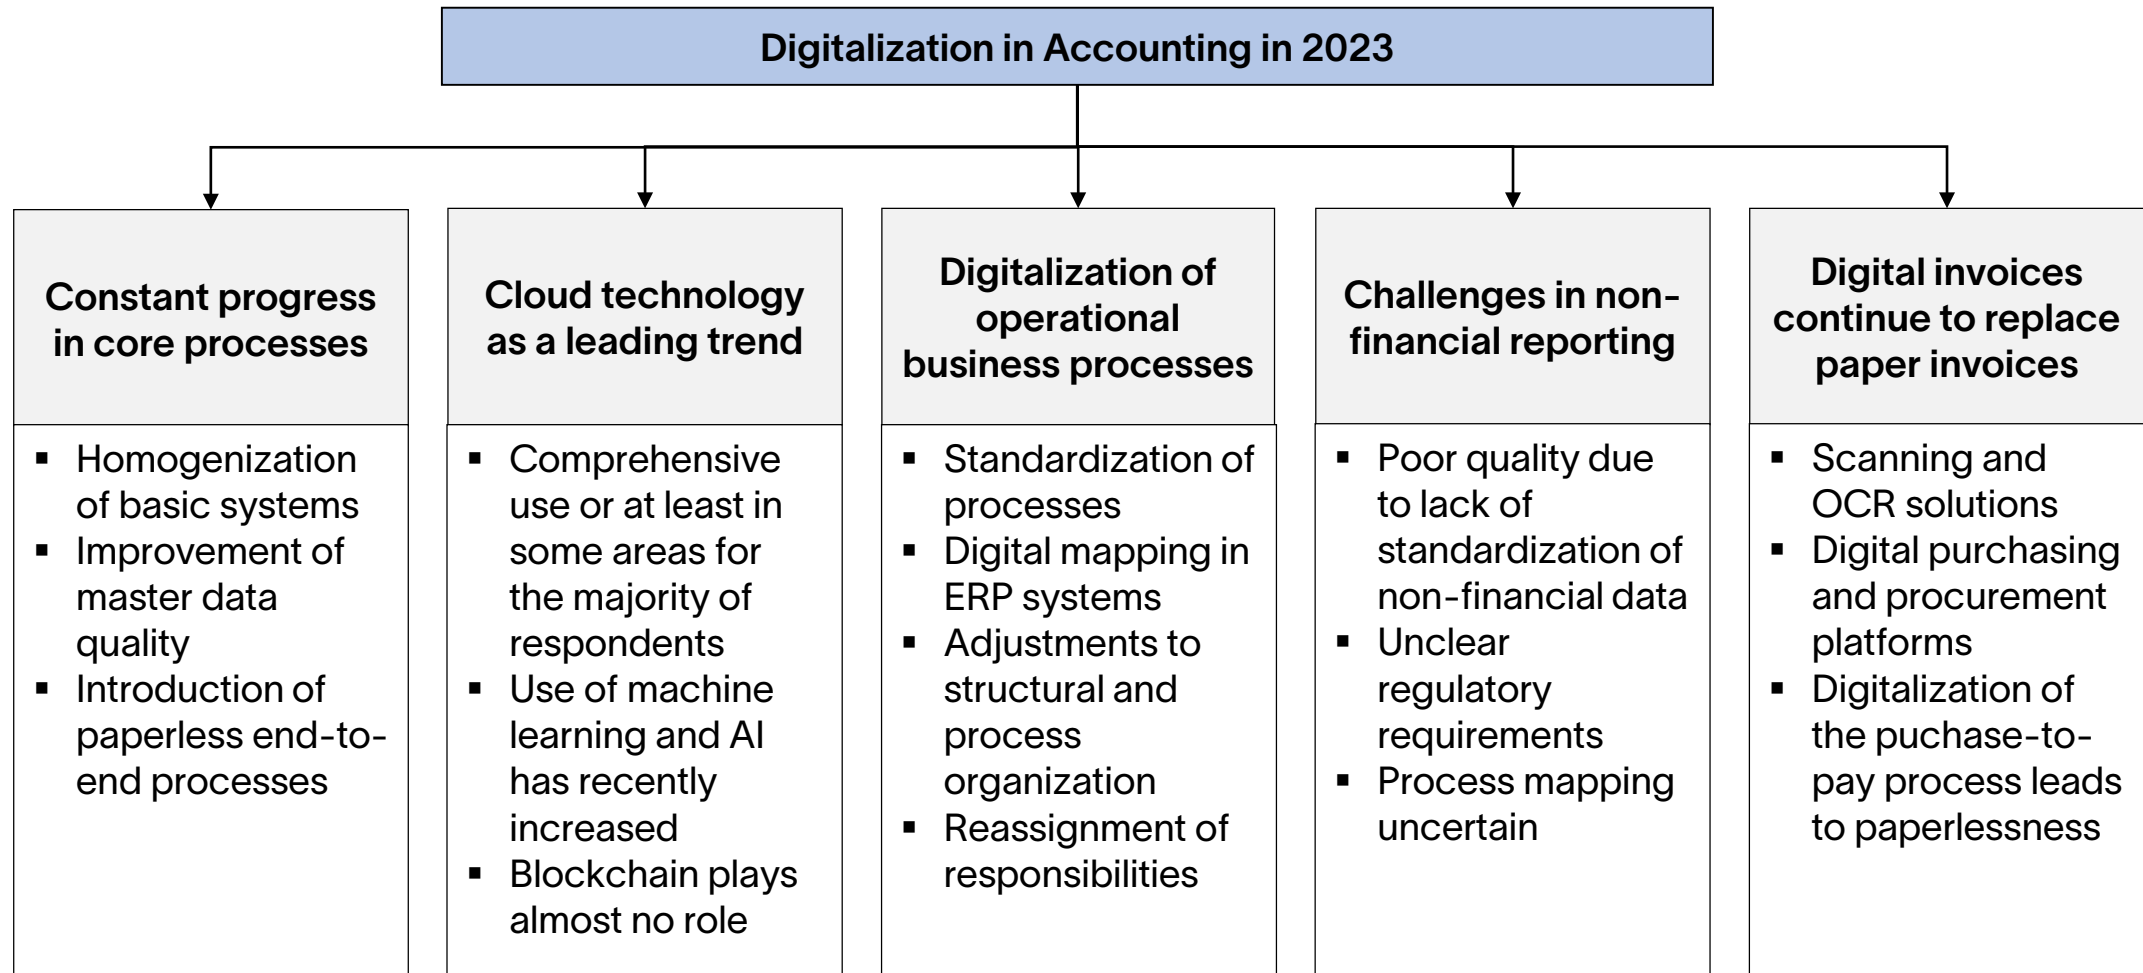 Digitalization in Accounting in 2023
Constant progress
in core processes
▪ Homogenization
of basic systems
▪ Improvement of
master data
quality
▪ Introduction of
paperless end-to-
end processes
Cloud technology
as a leading trend
▪ Comprehensive
use or at least in
some areas for
the majority of
respondents
▪ Use of machine
learning and AI
has recently
increased
▪ Blockchain plays
almost no role
Digitalization of
operational
business processes
▪ Standardization of
processes
▪ Digital mapping in
ERP systems
▪ Adjustments to
structural and
process
organization
▪ Reassignment of
responsibilities
Challenges in non-
financial reporting
▪ Poor quality due
to lack of
standardization of
non-financial data
▪ Unclear
regulatory
requirements
▪ Process mapping
uncertain
Digital invoices
continue to replace
paper invoices
▪ Scanning and
OCR solutions
▪ Digital purchasing
and procurement
platforms
▪ Digitalization of
the puchase-to-
pay process leads
to paperlessness